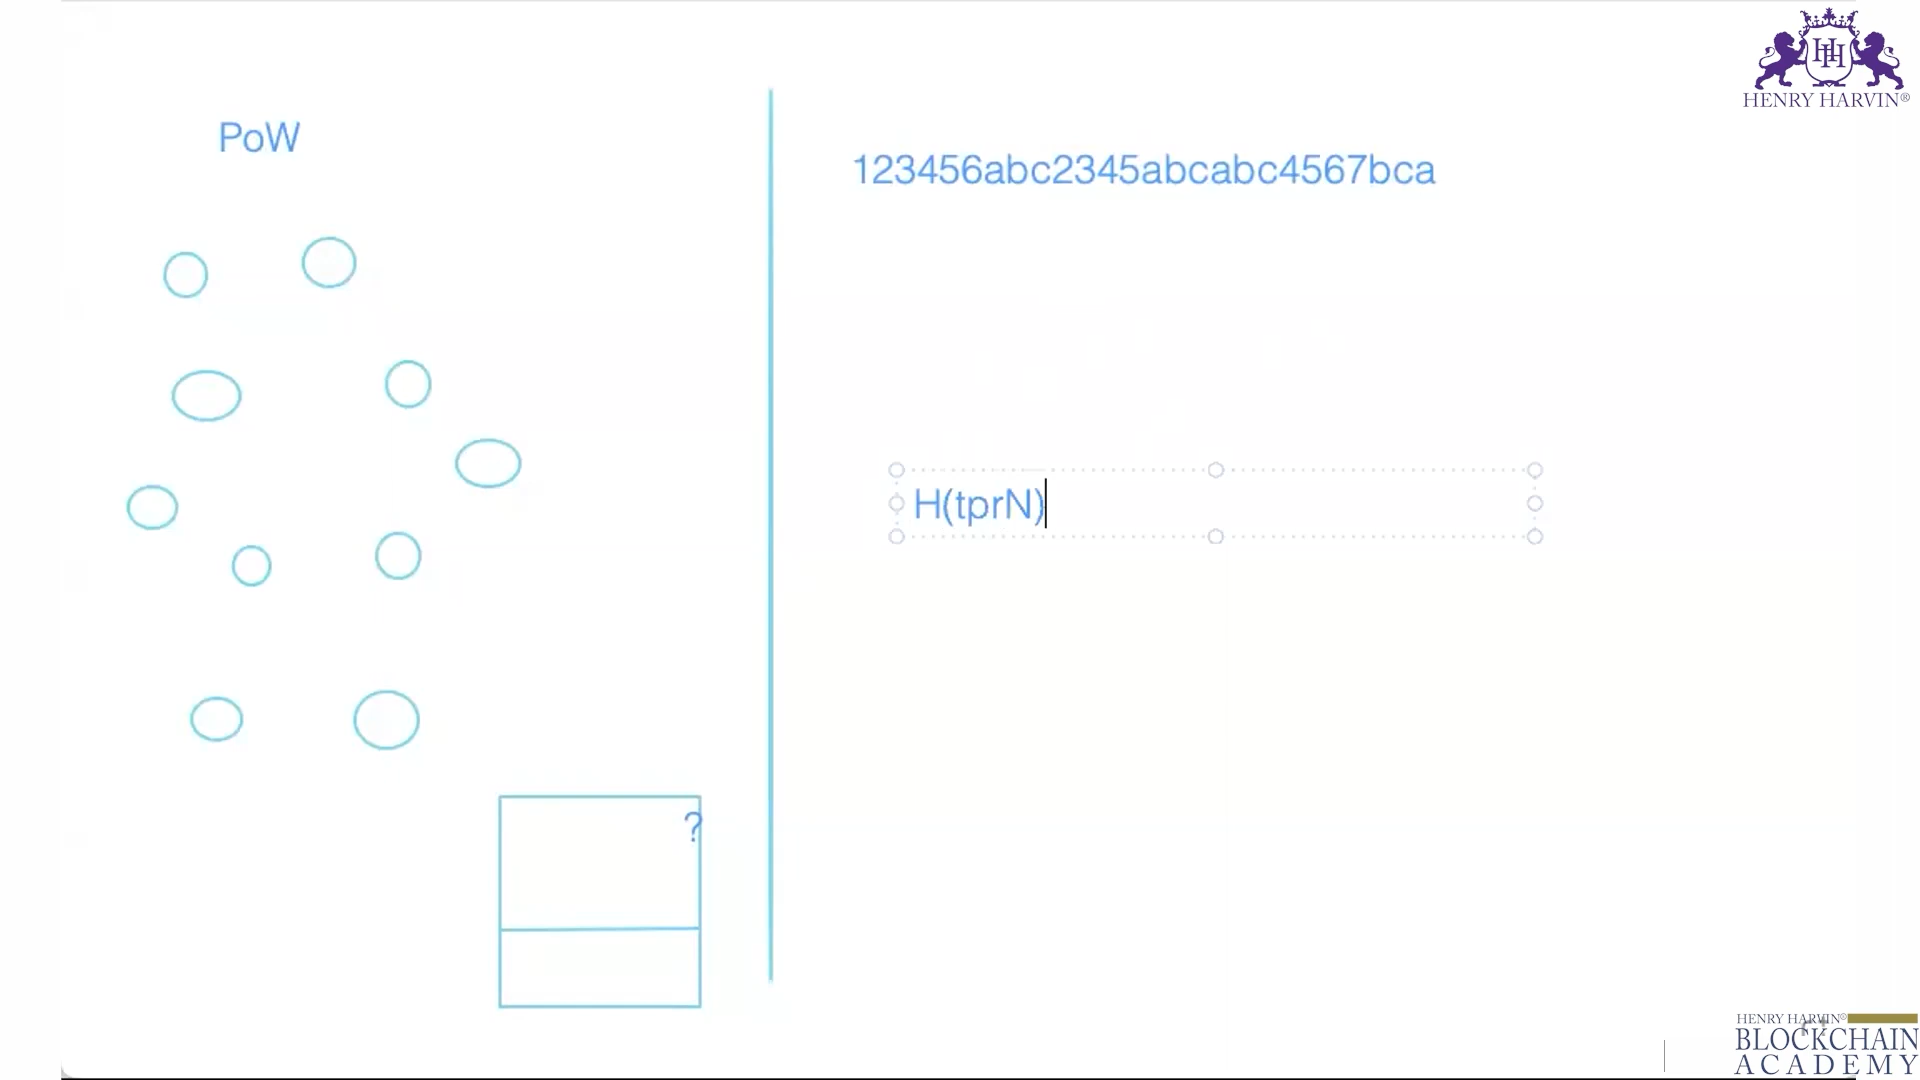 HENRY HARVIN®
PoW
123456abc2345abcabc4567bca
H(tprN)
?
HENRY HARVIN®
BLOCKCHAIN
ACADEMY